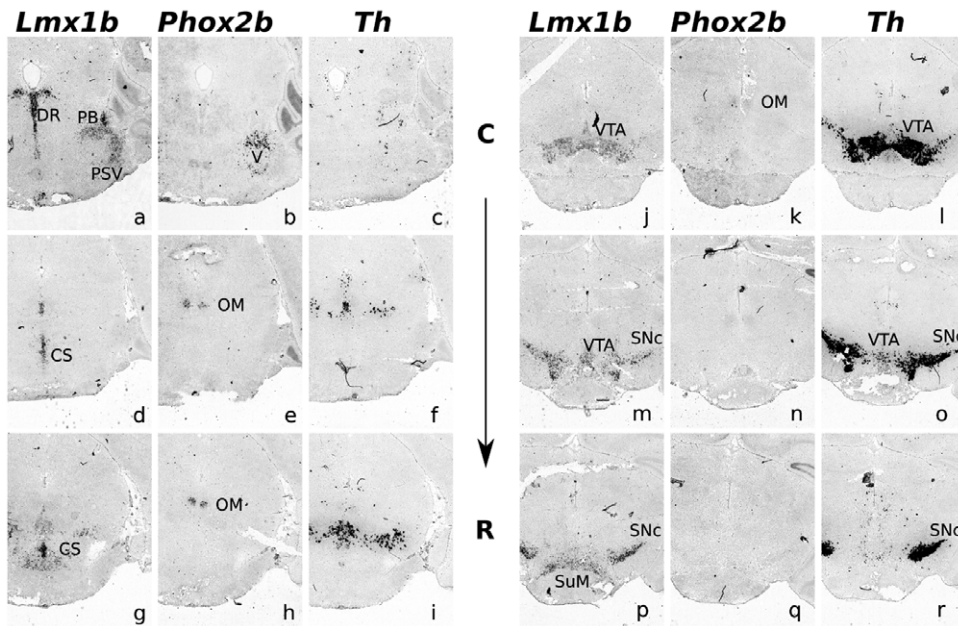 Lmx1b Phox2b Th
DR PB
V
PSV
a b c
CS
OM
d e f
CS
OM
g h i
C
R
Lmx1b Phox2b Th
VTA
OM
VTA
j k l
VTA SNc
VTA SNc
m n o
SNc
SuM
SNc
p q r